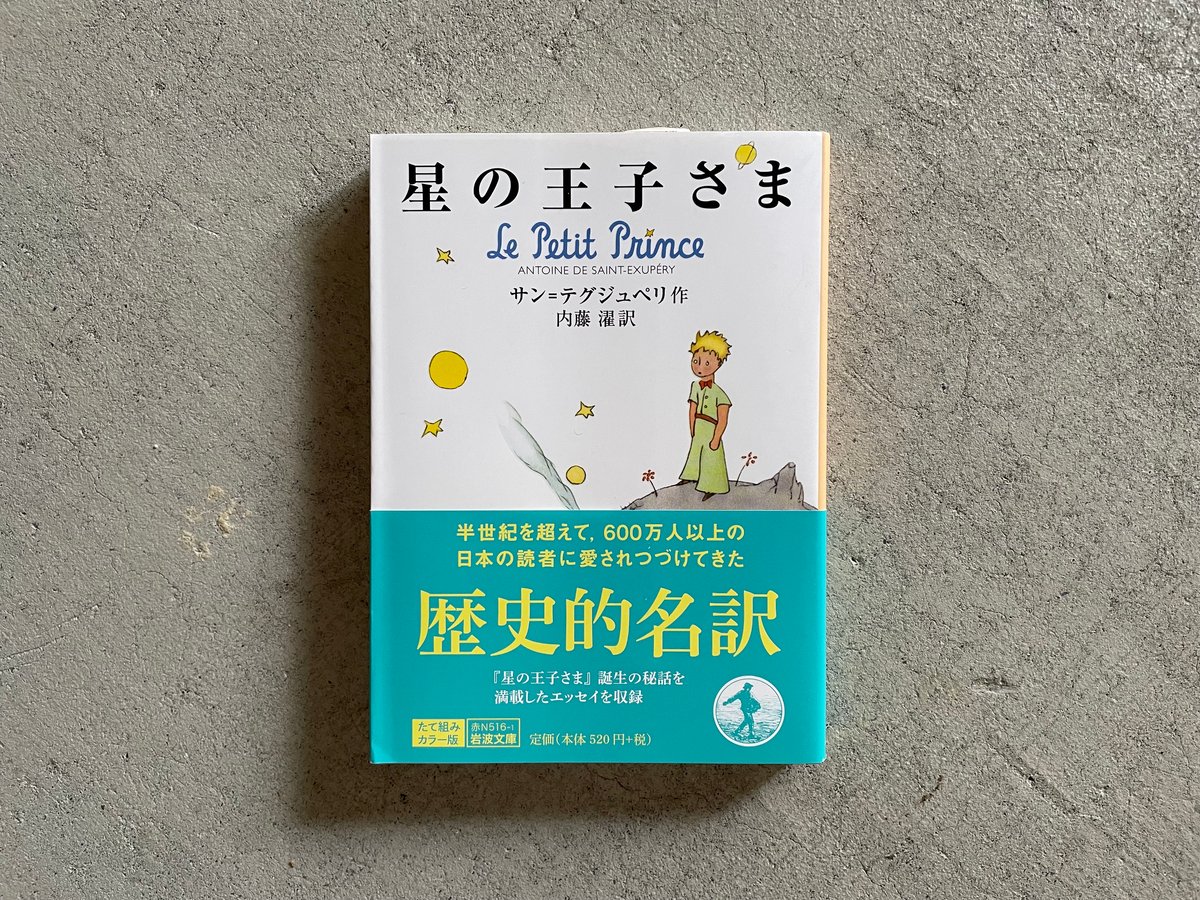 星の王子さま
Le Petit Prince
ANTOINE DE SAINT-EXUPÉRY
サン=テグジュペリ作
内藤 濯訳
半世紀を超えて，600万人以上の
日本の読者に愛されつづけてきた
歴史的名訳
『星の王子さま』誕生の秘話を
満載したエッセイを収録
たて組み
カラー版
赤N516-1
岩波文庫
定価（本体 520 円+税）